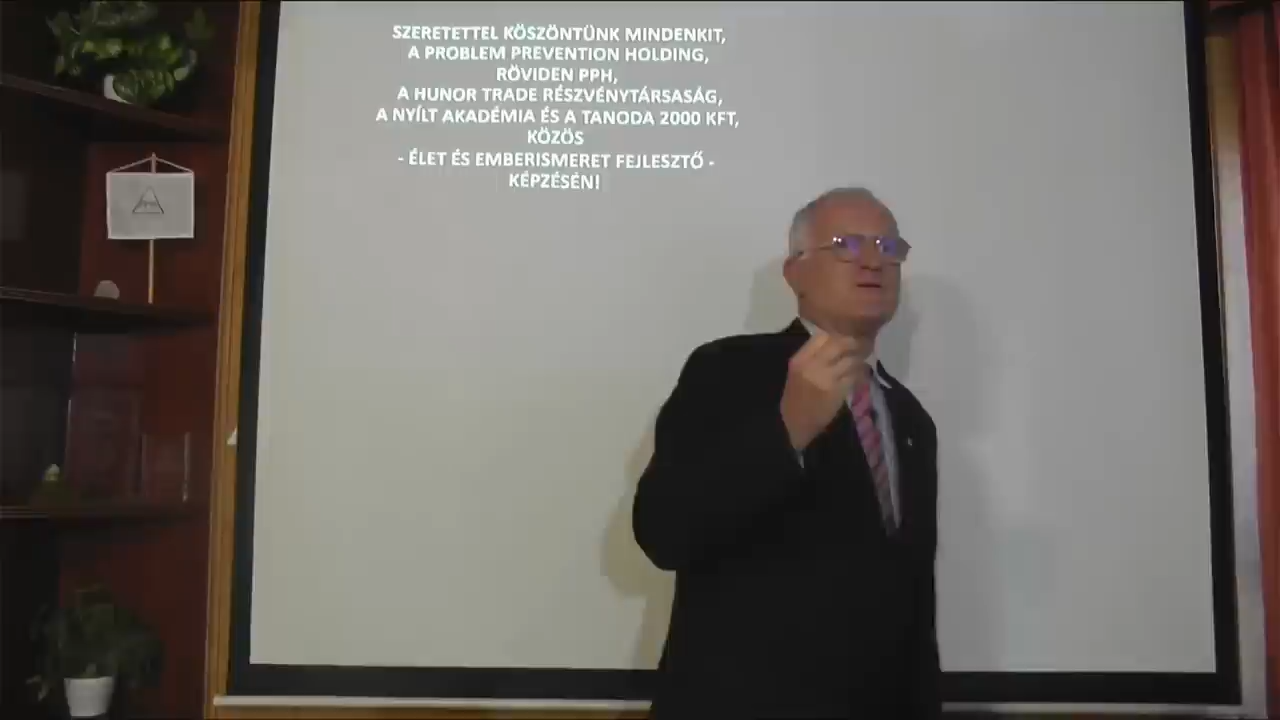 SZERETETTEL KÖSZÖNTÜNK MINDENKIT,
A PROBLEM PREVENTION HOLDING,
RÖVIDEN PPH,
A HUNOR TRADE RÉSZVÉNYTÁRSASÁG,
A NYÍLT AKADÉMIA ÉS A TANODA 2000 KFT,
KÖZÖS
- ÉLET ÉS EMBERISMERET FEJLESZTŐ -
KÉPZÉSÉN!